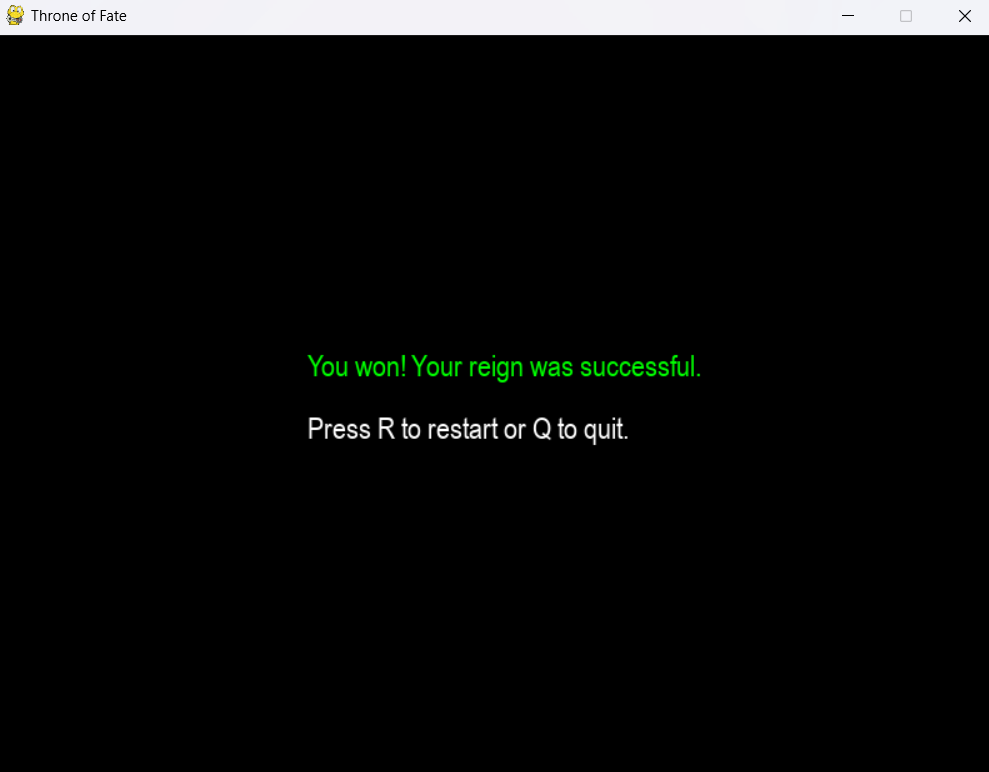 Throne of Fate
You won! Your reign was successful.
Press R to restart or Q to quit.